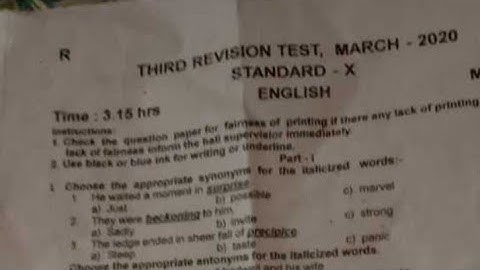 R
THIRD REVISION TEST, MARCH - 2020
STANDARD - X
ENGLISH
M
Time : 3.15 hrs
Instructions:
1. Check the question paper for fairness of printing if there any lack of printing
lack of fairness inform the hall supervisor immediately.
2. Use black or blue ink for writing or underline.
Part - I
I. Choose the appropriate synonyms for the italicized words:-
1. He waited a moment in surprise
a) Just b) possible c) marvel
2. They were beckoning to him
a) Sadly b) invite c) strong
3. The ledge ended in sheer fall of precipice
a) Steep b) taste c) panic
Choose the appropriate antonyms for the italicized words.
and his wife